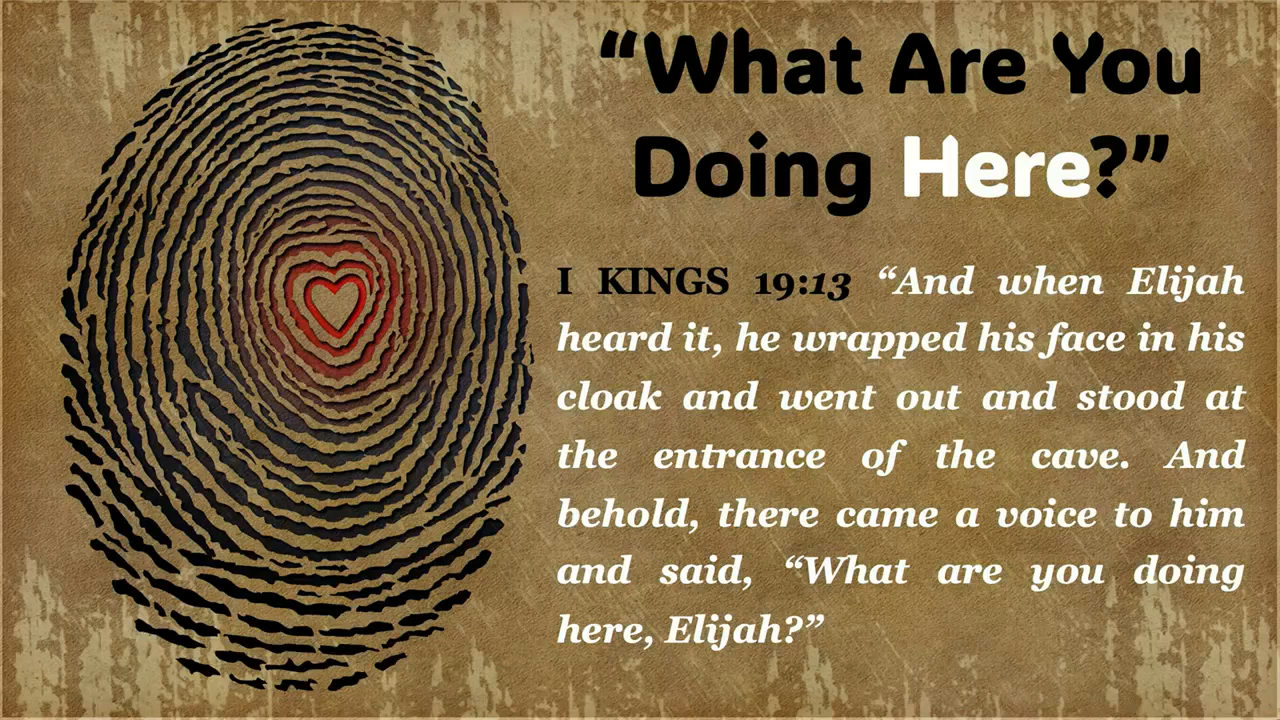 “What Are You
Doing Here?”
I KINGS 19:13 “And when Elijah
heard it, he wrapped his face in his
cloak and went out and stood at
the entrance of the cave. And
behold, there came a voice to him
and said, “What are you doing
here, Elijah?”